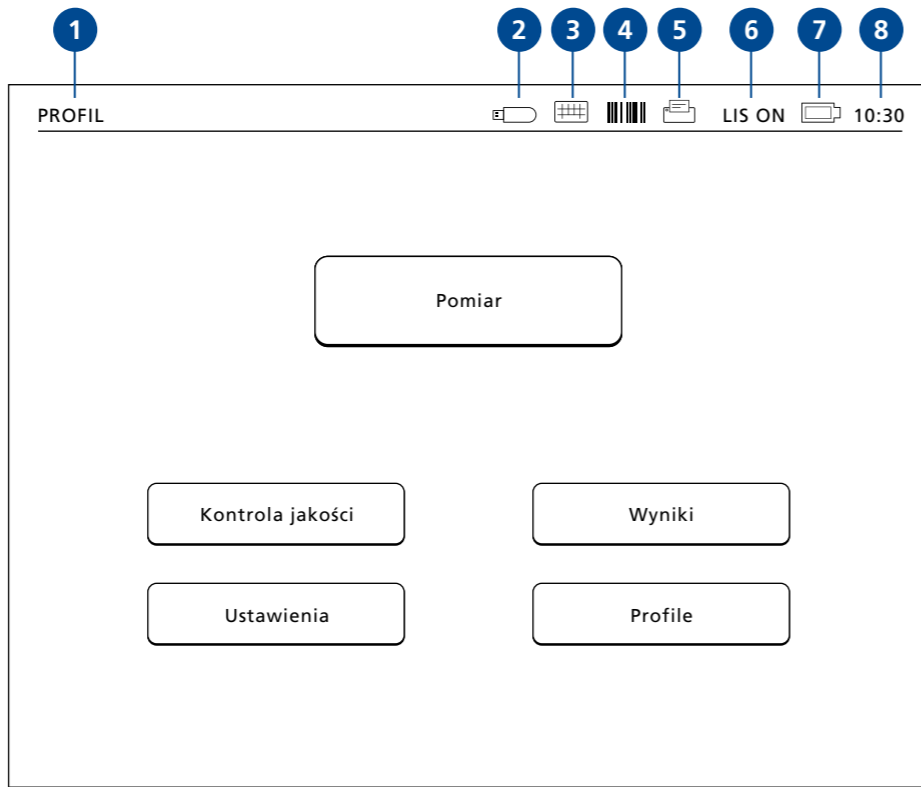 1 2 3 4 5 6 7 8
PROFIL LIS ON 10:30
Pomiar
Kontrola jakości Wyniki
Ustawienia Profile